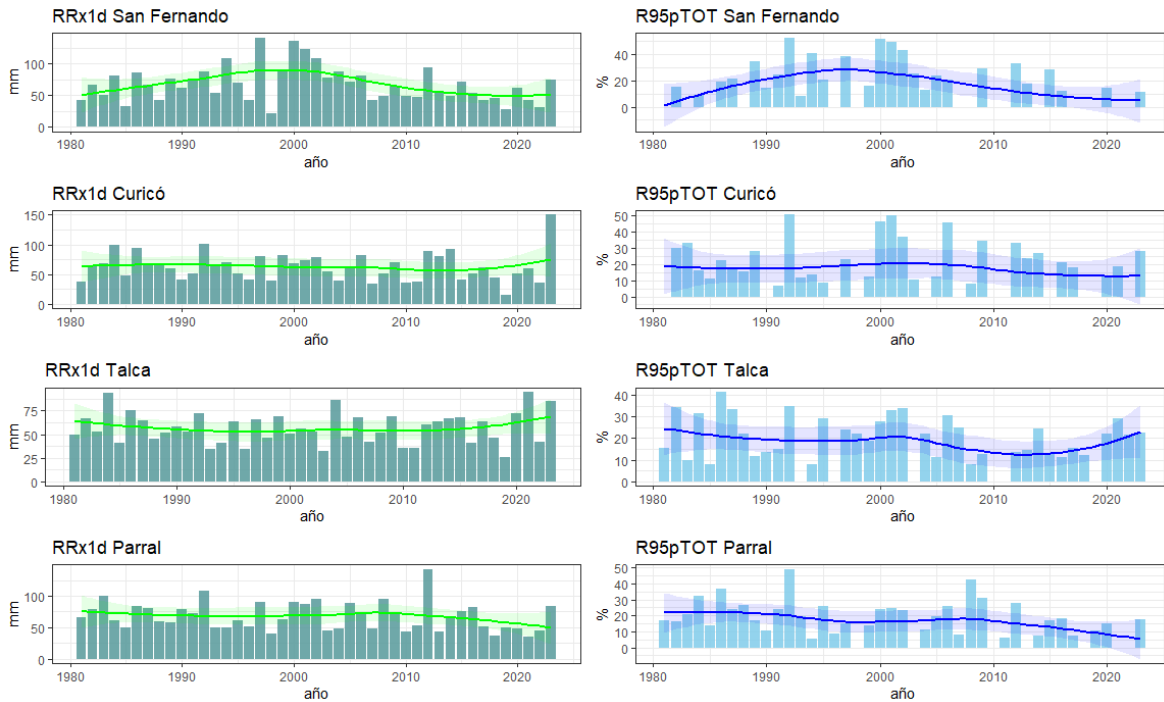 RRx1d San Fernando
mm
100
50
0
1980 1990 2000 2010 2020
año
R95pTOT San Fernando
%
40
20
0
1980 1990 2000 2010 2020
año
RRx1d Curicó
mm
150
100
50
0
1980 1990 2000 2010 2020
año
R95pTOT Curicó
%
50
40
30
20
10
0
1980 1990 2000 2010 2020
año
RRx1d Talca
mm
75
50
25
0
1980 1990 2000 2010 2020
año
R95pTOT Talca
%
40
30
20
10
0
1980 1990 2000 2010 2020
año
RRx1d Parral
mm
100
50
0
1980 1990 2000 2010 2020
año
R95pTOT Parral
%
50
40
30
20
10
0
1980 1990 2000 2010 2020
año